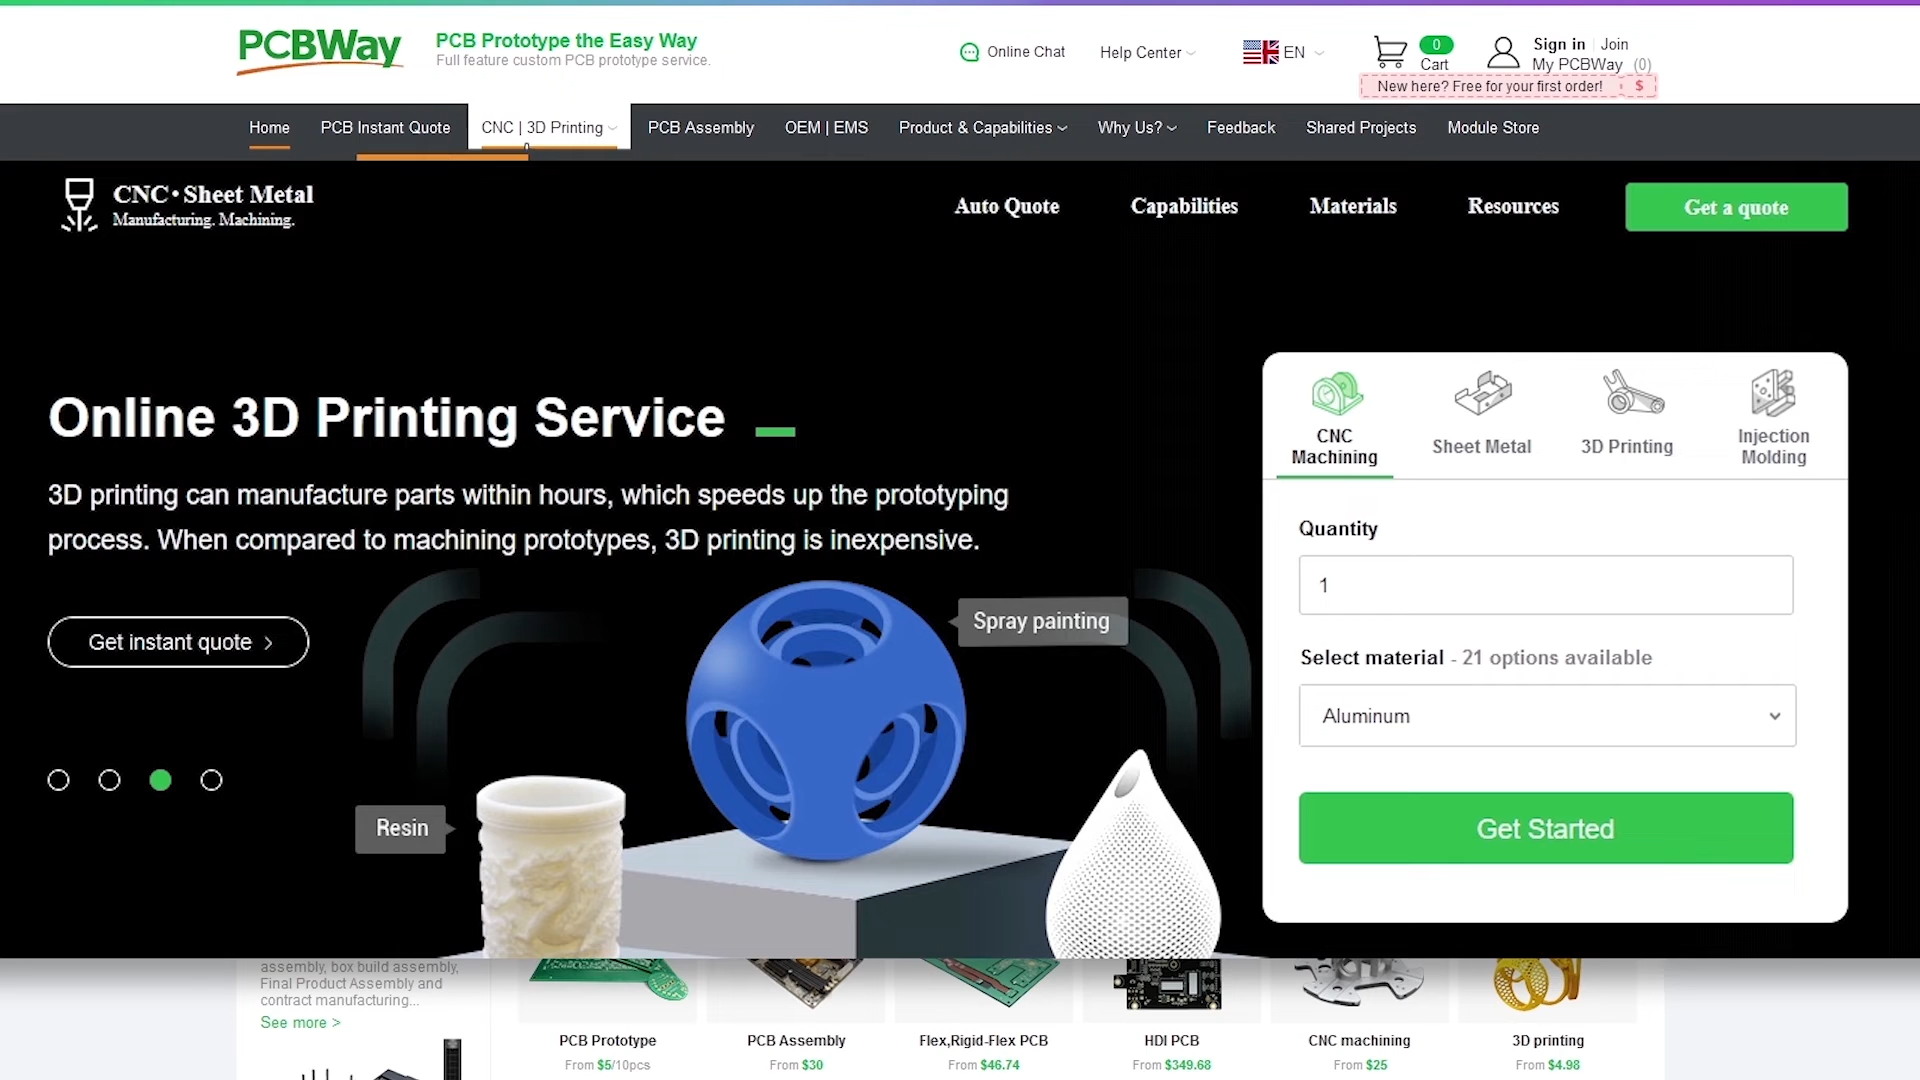 PCBWay
PCB Prototype the Easy Way
Full feature custom PCB prototype service.
Online Chat
Help Center
EN
0
Cart
Sign in | Join
My PCBWay (0)
New here? Free for your first order! $
Home
PCB Instant Quote
CNC | 3D Printing
PCB Assembly
OEM | EMS
Product & Capabilities
Why Us?
Feedback
Shared Projects
Module Store
CNC·Sheet Metal
Manufacturing. Machining.
Auto Quote
Capabilities
Materials
Resources
Get a quote
Online 3D Printing Service
3D printing can manufacture parts within hours, which speeds up the prototyping
process. When compared to machining prototypes, 3D printing is inexpensive.
Get instant quote >
Spray painting
Resin
CNC
Machining
Sheet Metal
3D Printing
Injection
Molding
Quantity
1
Select material - 21 options available
Aluminum
Get Started
assembly, box build assembly,
Final Product Assembly and
contract manufacturing...
See more >
PCB Prototype
From $5/10pcs
PCB Assembly
From $30
Flex,Rigid-Flex PCB
From $46.74
HDI PCB
From $349.68
CNC machining
From $25
3D printing
From $4.98